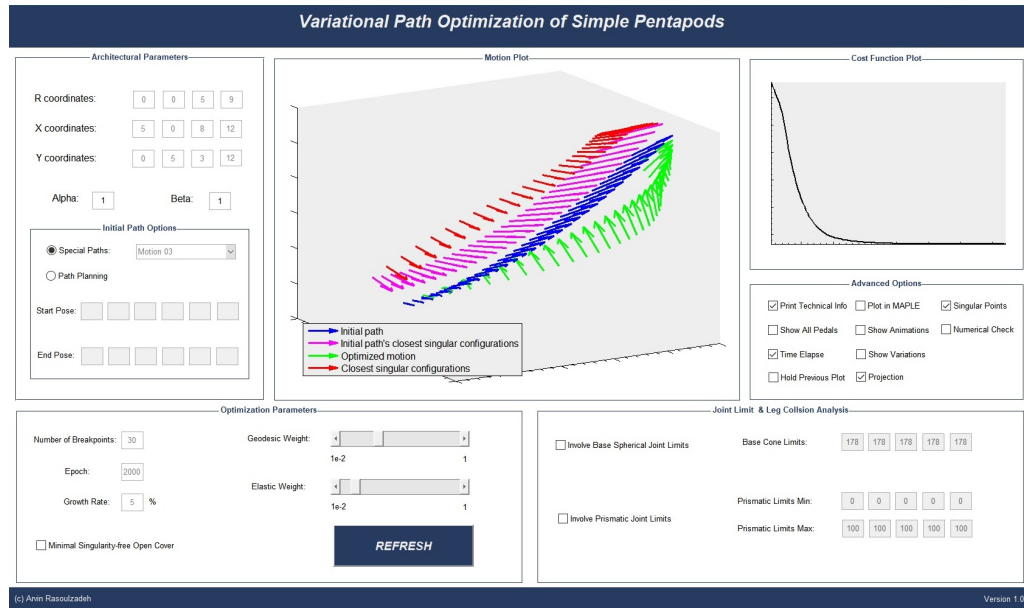 Variational Path Optimization of Simple Pentapods
Architectural Parameters
R coordinates: 0 0 5 9
X coordinates: 5 0 8 12
Y coordinates: 0 5 3 12
Alpha: 1 Beta: 1
Initial Path Options
Special Paths: Motion 03
Path Planning
Start Pose:
End Pose:
Motion Plot
Initial path
Initial path's closest singular configurations
Optimized motion
Closest singular configurations
Cost Function Plot
Advanced Options
Print Technical Info Plot in MAPLE Singular Points
Show All Pedals Show Animations Numerical Check
Time Elapse Show Variations
Hold Previous Plot Projection
Optimization Parameters
Number of Breakpoints: 30
Epoch: 2000
Growth Rate: 5 %
Minimal Singularity-free Open Cover
Geodesic Weight:
1e-2 1
Elastic Weight:
1e-2 1
REFRESH
Joint Limit & Leg Collsion Analysis
Involve Base Spherical Joint Limits
Base Cone Limits: 178 178 178 178 178
Involve Prismatic Joint Limits
Prismatic Limits Min: 0 0 0 0 0
Prismatic Limits Max: 100 100 100 100 100
(c) Arvin Rasoulzadeh
Version 1.0